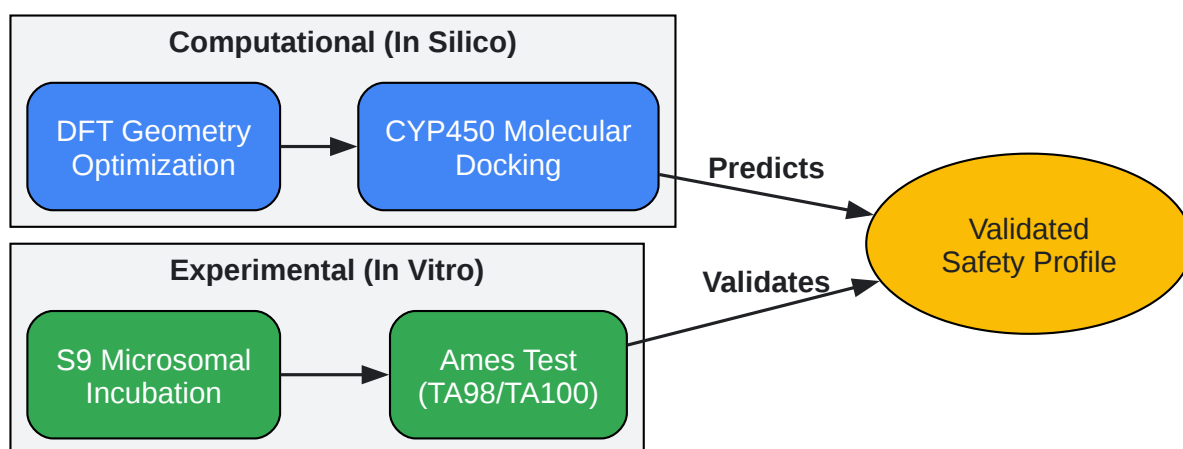 Computational (In Silico)
DFT Geometry
Optimization
CYP450 Molecular
Docking
Predicts
Experimental (In Vitro)
S9 Microsomal
Incubation
Ames Test
(TA98/TA100)
Validates
Validated
Safety Profile